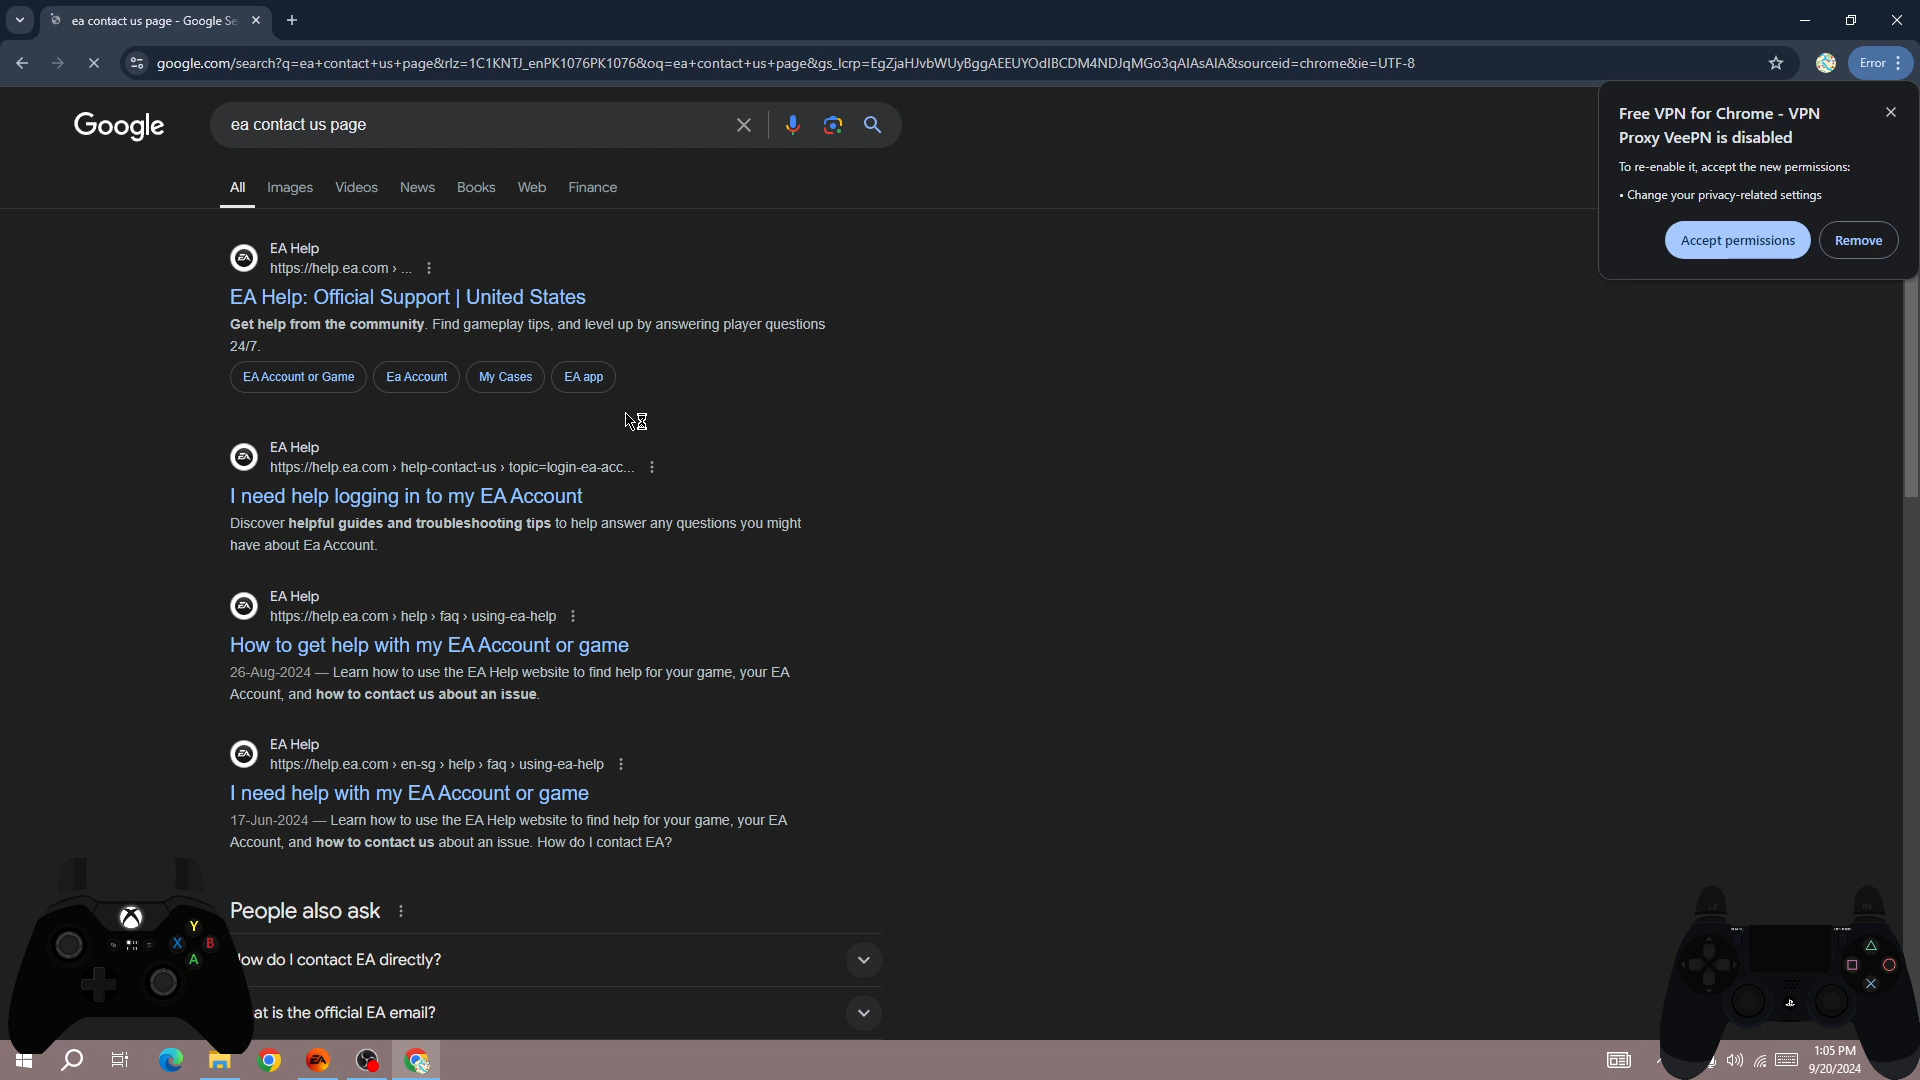 ea contact us page - Google Se
google.com/search?q=ea+contact+us+page&rlz=1C1KNTJ_enPK1076PK1076&oq=ea+contact+us+page&gs_lcrp=EgZjaHJvbWUyBggAEEUYOdIBCDM4NDJqMGo3qAIAsAIA&sourceid=chrome&ie=UTF-8
Error
Google
ea contact us page
Free VPN for Chrome - VPN
Proxy VeePN is disabled
To re-enable it, accept the new permissions:
• Change your privacy-related settings
Accept permissions
Remove
All
Images
Videos
News
Books
Web
Finance
EA Help
https://help.ea.com › ...
EA Help: Official Support | United States
Get help from the community. Find gameplay tips, and level up by answering player questions
24/7.
EA Account or Game
Ea Account
My Cases
EA app
EA Help
https://help.ea.com › help-contact-us › topic=login-ea-acc...
I need help logging in to my EA Account
Discover helpful guides and troubleshooting tips to help answer any questions you might
have about Ea Account.
EA Help
https://help.ea.com › help › faq › using-ea-help
How to get help with my EA Account or game
26-Aug-2024 — Learn how to use the EA Help website to find help for your game, your EA
Account, and how to contact us about an issue.
EA Help
https://help.ea.com › en-sg › help › faq › using-ea-help
I need help with my EA Account or game
17-Jun-2024 — Learn how to use the EA Help website to find help for your game, your EA
Account, and how to contact us about an issue. How do I contact EA?
People also ask
ow do I contact EA directly?
at is the official EA email?
Y
X
B
A
1:05 PM
9/20/2024